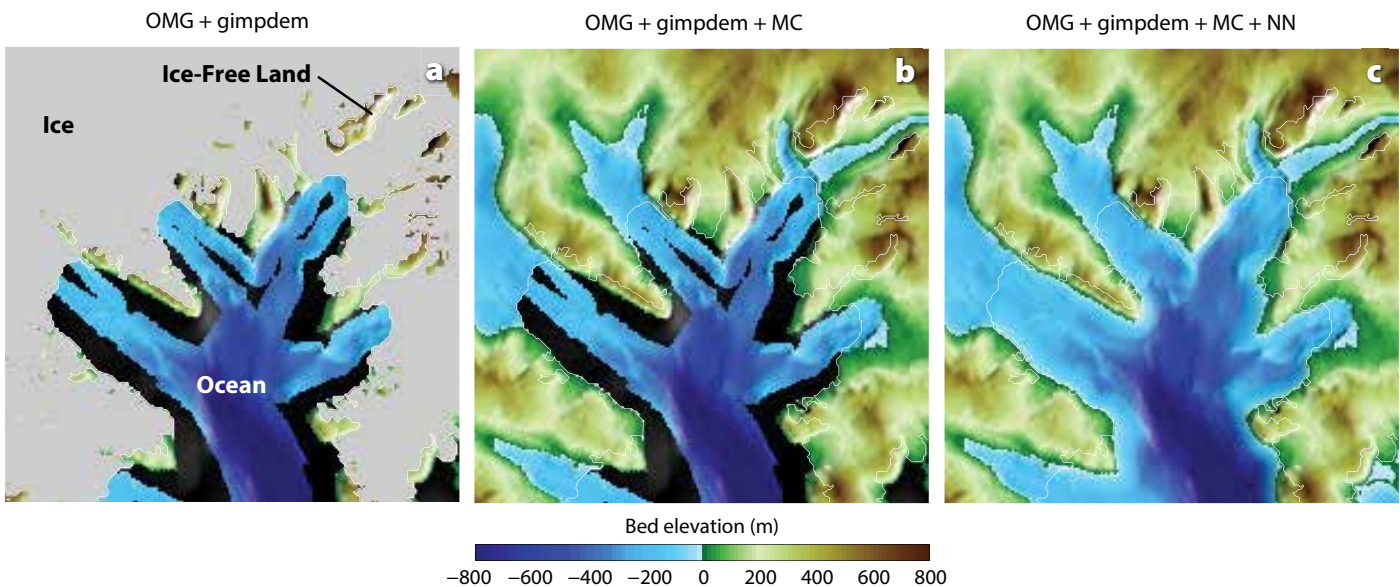 OMG + gimpdem
OMG + gimpdem + MC
OMG + gimpdem + MC + NN
a
b
c
Ice-Free Land
Ice
Ocean
Bed elevation (m)
−800 −600 −400 −200 0 200 400 600 800